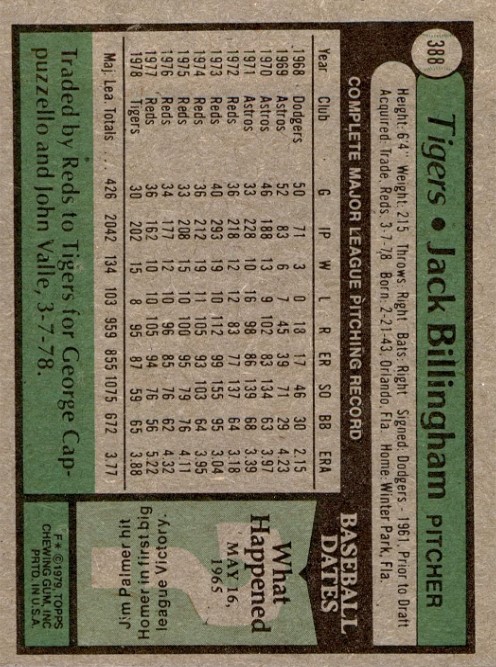 388
Tigers • Jack Billingham PITCHER
Height: 6'4" Weight: 215 Throws: Right Bats: Right Signed: Dodgers - 1961, Prior to Draft
Acquired: Trade, Reds, 3-7-78 Born: 2-21-43, Orlando, Fla. Home: Winter Park, Fla.
COMPLETE MAJOR LEAGUE PITCHING RECORD
Year Club G IP W L R ER SO BB ERA
1968 Dodgers 50 71 3 0 18 17 46 30 2.15
1969 Astros 52 83 6 7 45 39 71 29 4.23
1970 Astros 46 188 13 9 102 83 134 63 3.97
1971 Astros 33 228 10 16 98 86 139 68 3.39
1972 Reds 36 218 12 12 83 77 137 64 3.18
1973 Reds 40 293 19 10 112 99 155 95 3.04
1974 Reds 36 212 19 11 105 93 103 64 3.95
1975 Reds 33 208 15 10 100 95 79 76 4.11
1976 Reds 34 177 12 10 96 85 76 62 4.32
1977 Reds 36 162 10 10 105 94 76 56 5.22
1978 Tigers 30 202 15 8 95 87 59 65 3.88
Maj. Lea. Totals . . . 426 2042 134 103 959 855 1075 672 3.77
Traded by Reds to Tigers for George Cap-
puzzello and John Valle, 3-7-78.
BASEBALL
DATES
What
Happened
MAY 16,
1965
Jim Palmer hit
Homer in first big
league Victory.
F* © 1979 TOPPS
CHEWING GUM, INC
PRTD. IN U.S.A.